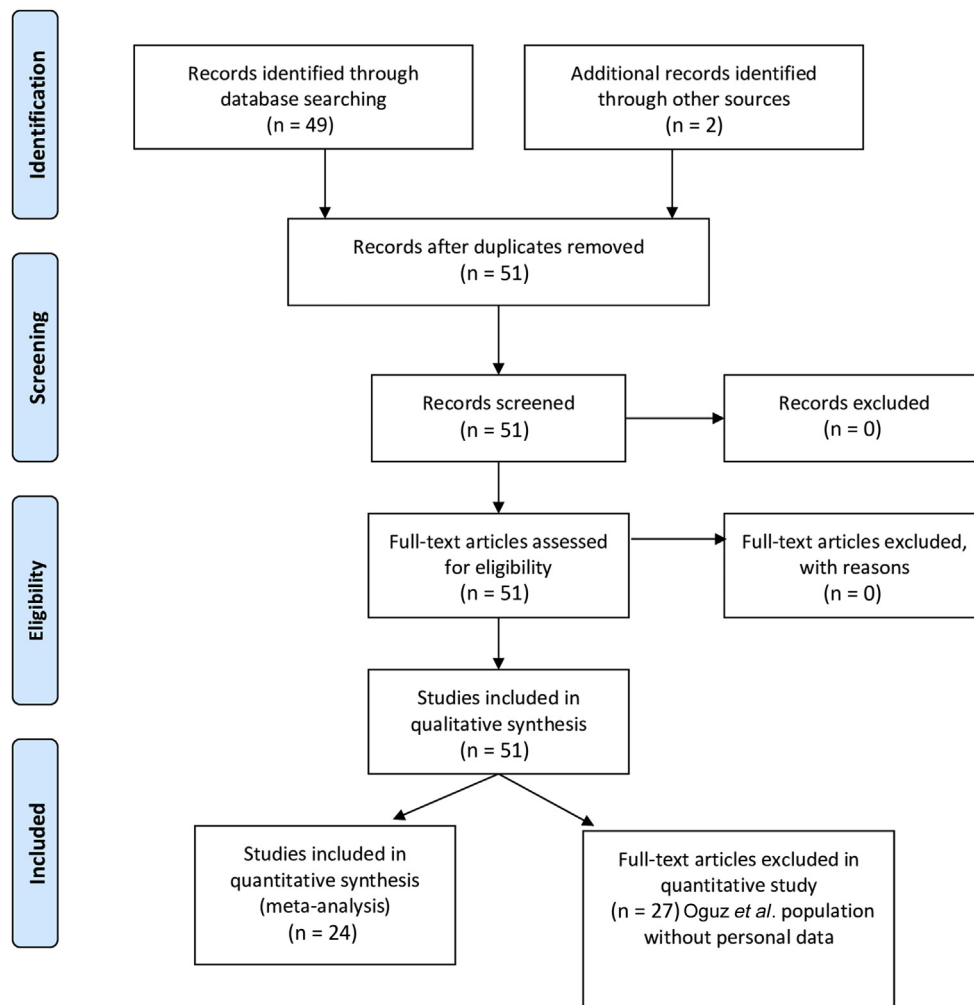 Identification
Records identified through
database searching
(n = 49)
Additional records identified
through other sources
(n = 2)
Records after duplicates removed
(n = 51)
Screening
Records screened
(n = 51)
Records excluded
(n = 0)
Eligibility
Full-text articles assessed
for eligibility
(n = 51)
Full-text articles excluded,
with reasons
(n = 0)
Studies included in
qualitative synthesis
(n = 51)
Included
Studies included in
quantitative synthesis
(meta-analysis)
(n = 24)
Full-text articles excluded in
quantitative study
(n = 27) Oguz et al. population
without personal data